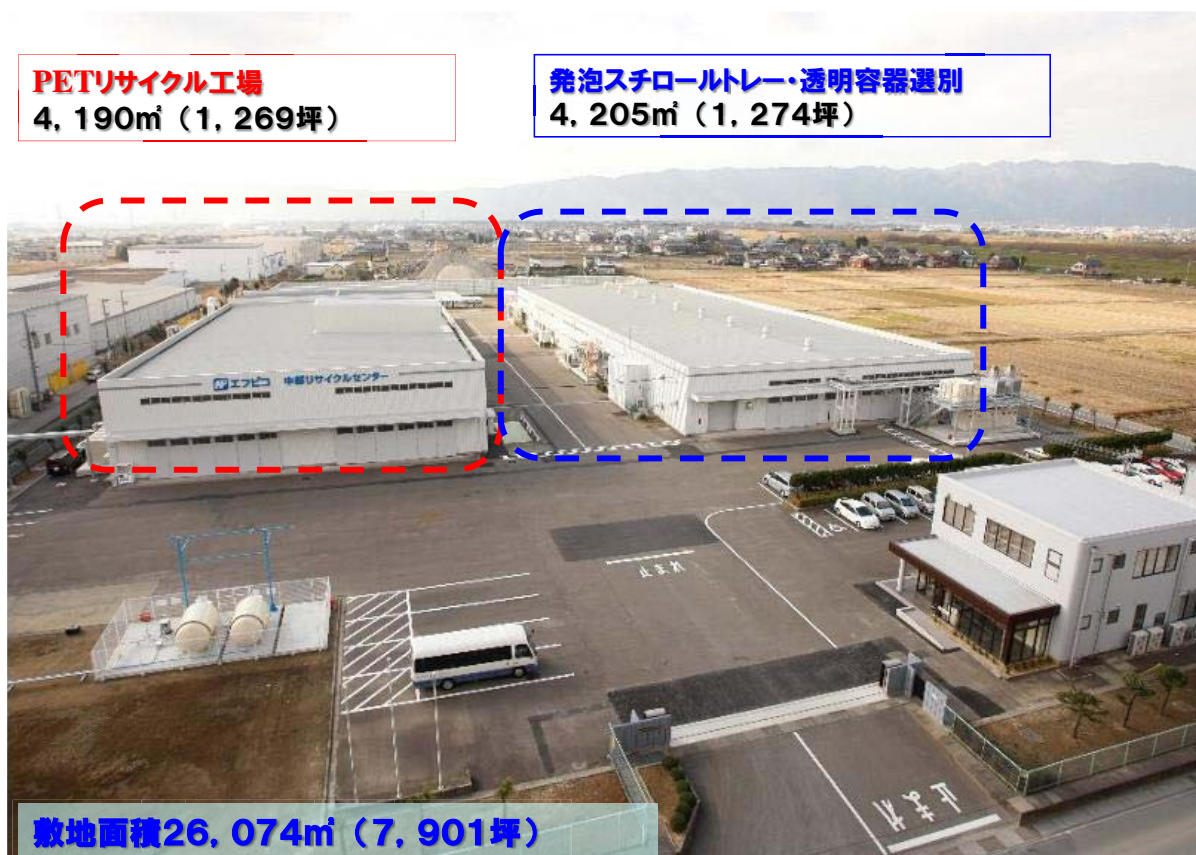 PETリサイクル工場
4，190㎡（1，269坪）
発泡スチロールトレー・透明容器選別
4，205㎡（1，274坪）
エフピコ 中部リサイクルセンター
止まれ
止まれ
敷地面積26，074㎡（7，901坪）